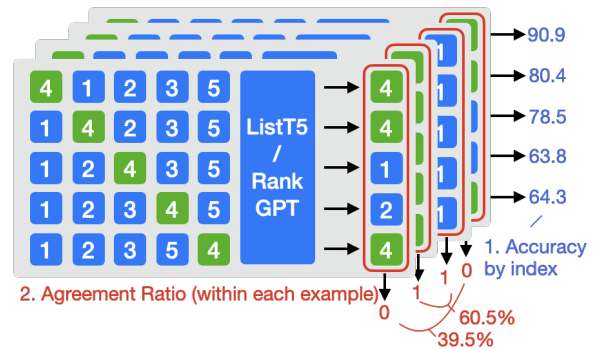 90.9
4 1 2 3 5 4 1 80.4
1 4 2 3 5 ListT5 4 1 78.5
/
1 2 4 3 5 Rank 1 1 63.8
GPT
1 2 3 4 5 2 1 64.3
1 2 3 5 4 4 1
1. Accuracy
by index
2. Agreement Ratio (within each example)
0 1 1 0
60.5%
39.5%